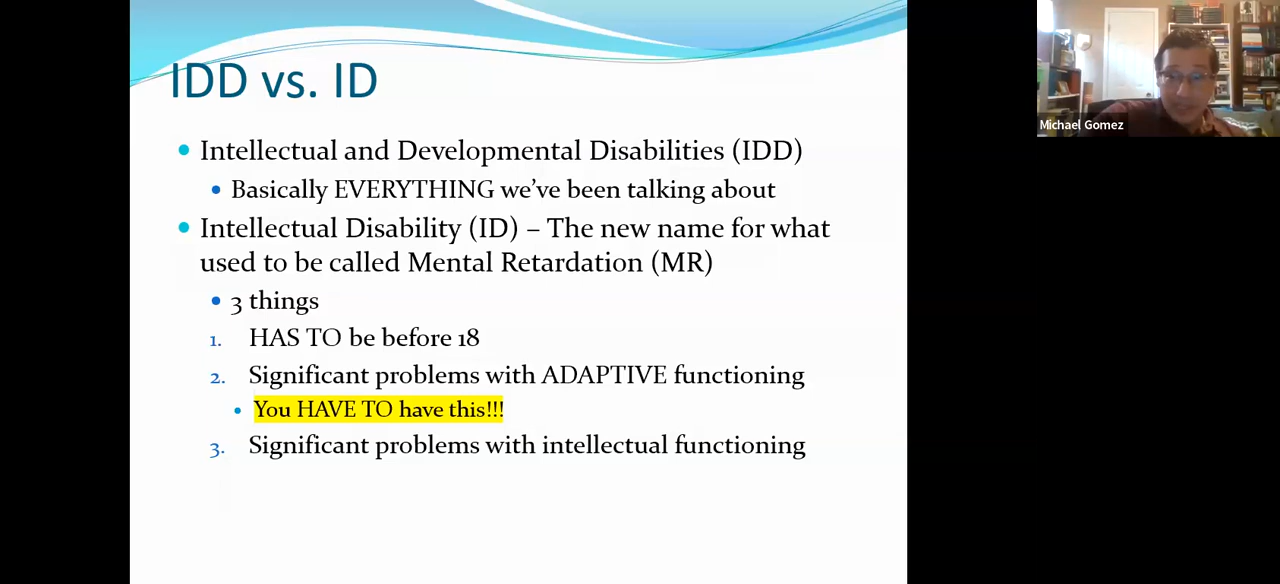 IDD vs. ID
• Intellectual and Developmental Disabilities (IDD)
• Basically EVERYTHING we've been talking about
• Intellectual Disability (ID) – The new name for what
used to be called Mental Retardation (MR)
• 3 things
1. HAS TO be before 18
2. Significant problems with ADAPTIVE functioning
• You HAVE TO have this!!!
3. Significant problems with intellectual functioning
Michael Gomez